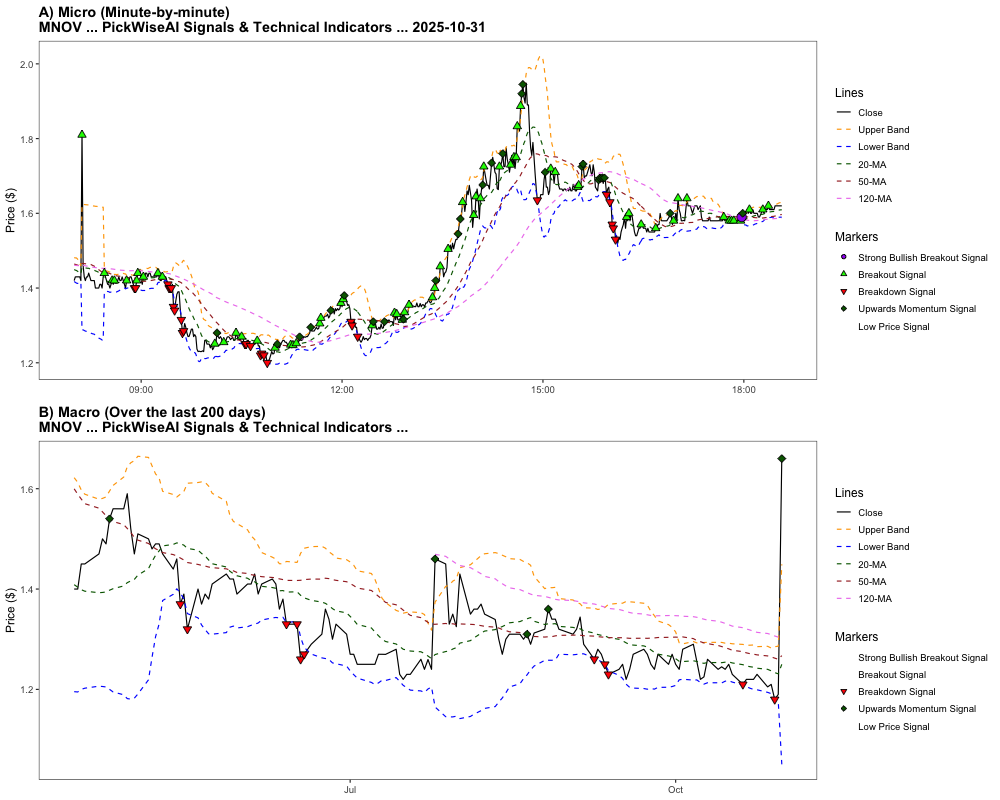 A) Micro (Minute-by-minute)
MNOV ... PickWiseAI Signals & Technical Indicators ... 2025-10-31
Price ($)
2.0
1.8
1.6
1.4
1.2
09:00
12:00
15:00
18:00
Lines
Close
Upper Band
Lower Band
20-MA
50-MA
120-MA
Markers
Strong Bullish Breakout Signal
Breakout Signal
Breakdown Signal
Upwards Momentum Signal
Low Price Signal
B) Macro (Over the last 200 days)
MNOV ... PickWiseAI Signals & Technical Indicators ...
Price ($)
1.6
1.4
1.2
Jul
Oct
Lines
Close
Upper Band
Lower Band
20-MA
50-MA
120-MA
Markers
Strong Bullish Breakout Signal
Breakout Signal
Breakdown Signal
Upwards Momentum Signal
Low Price Signal